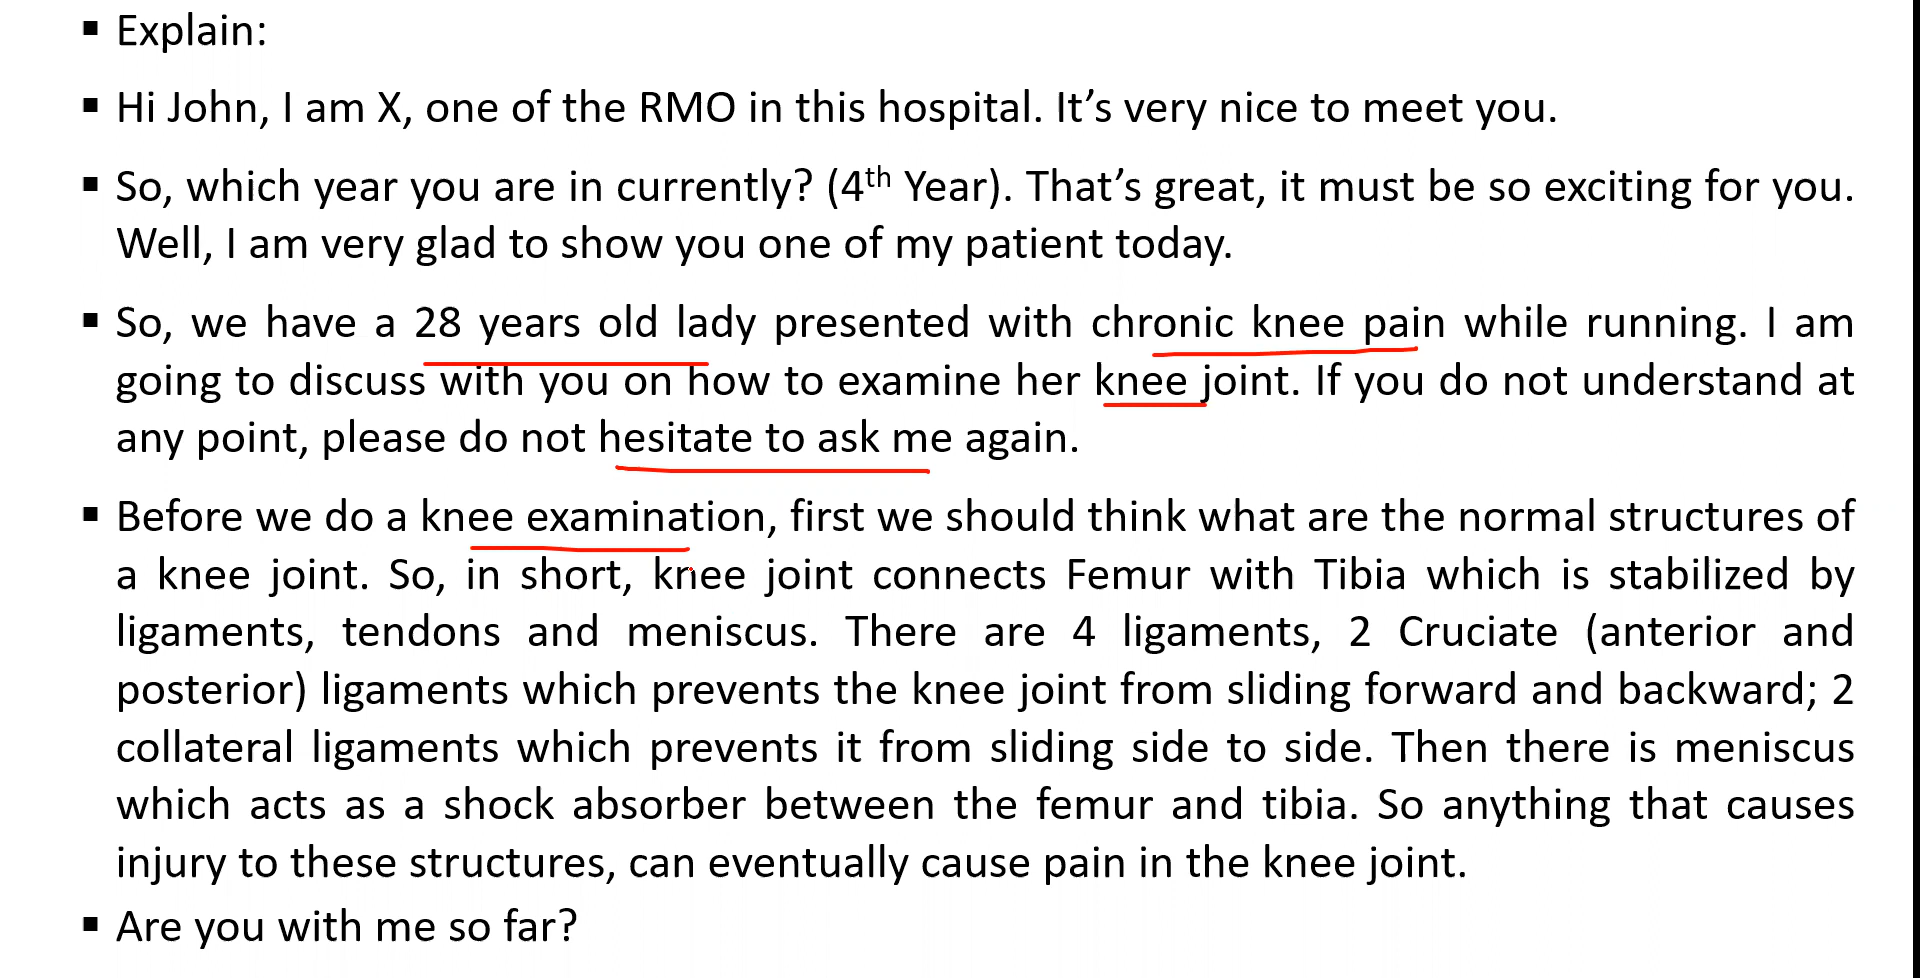 ▪ Explain:
▪ Hi John, I am X, one of the RMO in this hospital. It’s very nice to meet you.
▪ So, which year you are in currently? (4th Year). That’s great, it must be so exciting for you.
Well, I am very glad to show you one of my patient today.
▪ So, we have a 28 years old lady presented with chronic knee pain while running. I am
going to discuss with you on how to examine her knee joint. If you do not understand at
any point, please do not hesitate to ask me again.
▪ Before we do a knee examination, first we should think what are the normal structures of
a knee joint. So, in short, knee joint connects Femur with Tibia which is stabilized by
ligaments, tendons and meniscus. There are 4 ligaments, 2 Cruciate (anterior and
posterior) ligaments which prevents the knee joint from sliding forward and backward; 2
collateral ligaments which prevents it from sliding side to side. Then there is meniscus
which acts as a shock absorber between the femur and tibia. So anything that causes
injury to these structures, can eventually cause pain in the knee joint.
▪ Are you with me so far?